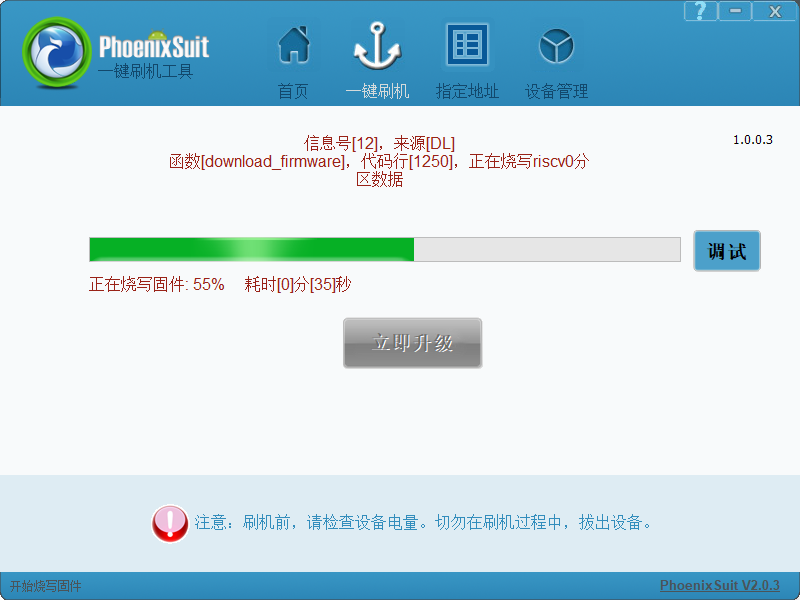 ? – X
PhoenixSuit
一键刷机工具
首页 一键刷机 指定地址 设备管理
1.0.0.3
信息号[12]，来源[DL]
函数[download_firmware]，代码行[1250]，正在烧写riscv0分
区数据
调试
正在烧写固件: 55% 耗时[0]分[35]秒
立即升级
注意：刷机前，请检查设备电量。切勿在刷机过程中，拔出设备。
开始烧写固件 PhoenixSuit V2.0.3